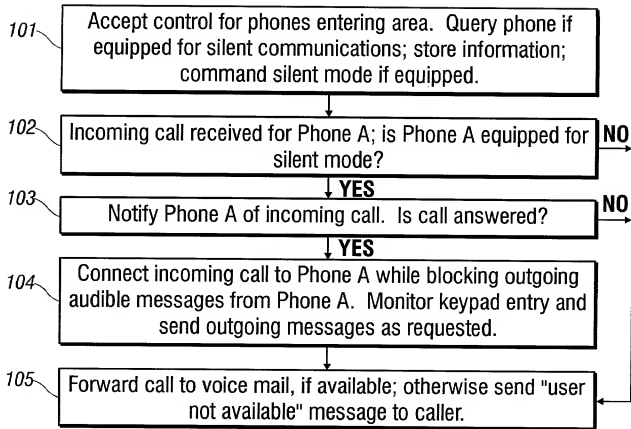 101
Accept control for phones entering area. Query phone if
equipped for silent communications; store information;
command silent mode if equipped.
102
Incoming call received for Phone A; is Phone A equipped for
silent mode?
NO
YES
103
Notify Phone A of incoming call. Is call answered?
NO
YES
104
Connect incoming call to Phone A while blocking outgoing
audible messages from Phone A. Monitor keypad entry and
send outgoing messages as requested.
105
Forward call to voice mail, if available; otherwise send "user
not available" message to caller.